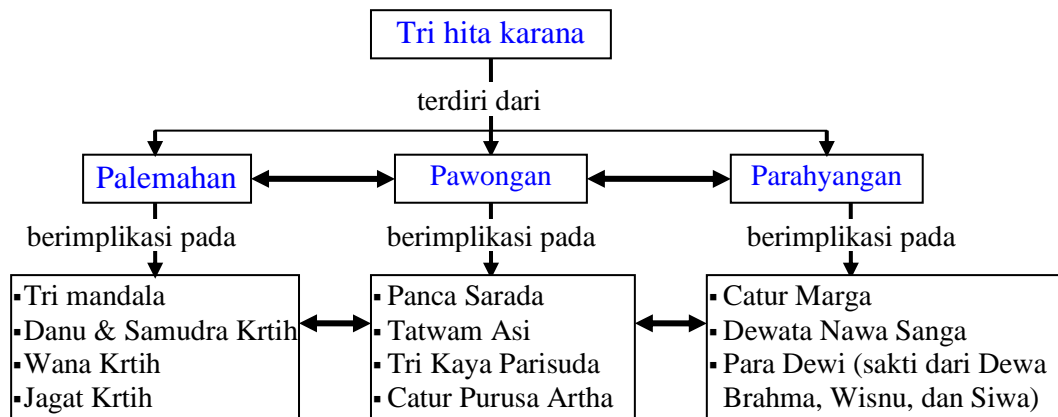 Tri hita karana
terdiri dari
Palemahan
Pawongan
Parahyangan
berimplikasi pada
berimplikasi pada
berimplikasi pada
▪Tri mandala
▪Danu & Samudra Krtih
▪Wana Krtih
▪Jagat Krtih
▪ Panca Sarada
▪ Tatwam Asi
▪ Tri Kaya Parisuda
▪ Catur Purusa Artha
▪ Catur Marga
▪ Dewata Nawa Sanga
▪ Para Dewi (sakti dari Dewa
Brahma, Wisnu, dan Siwa)